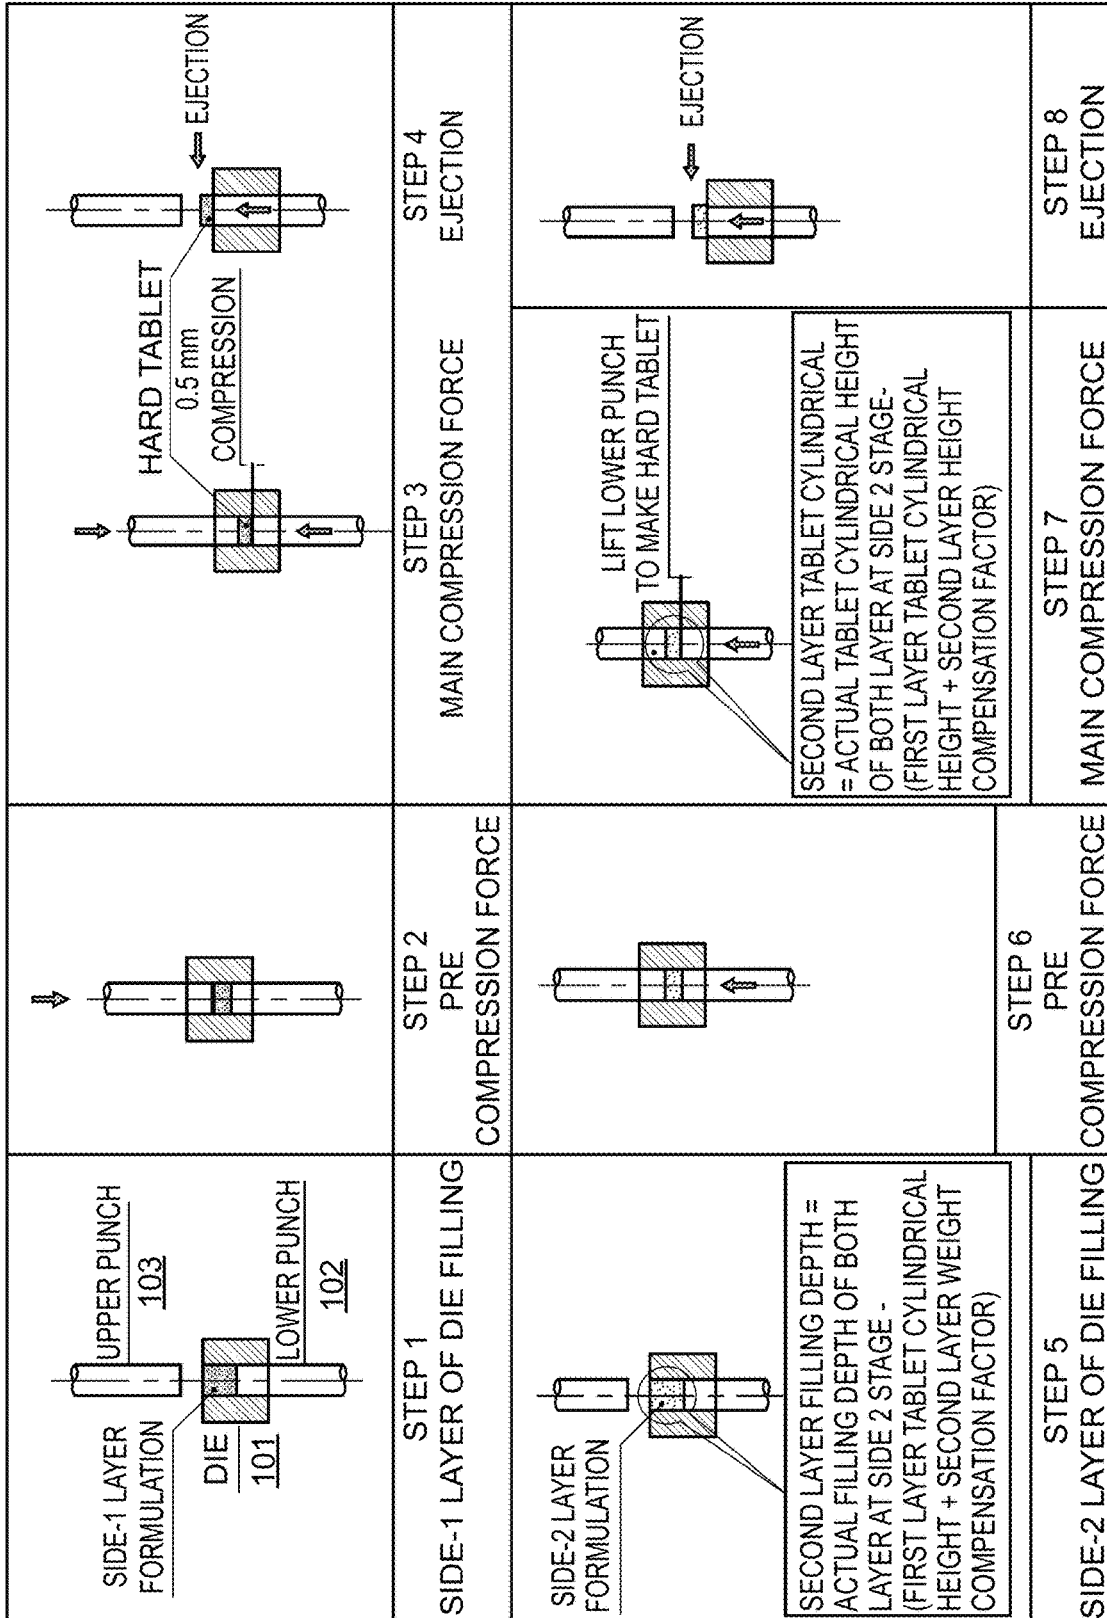 UPPER PUNCH
103
SIDE-1 LAYER
FORMULATION
DIE
101
LOWER PUNCH
102
STEP 1
SIDE-1 LAYER OF DIE FILLING
STEP 2
PRE
COMPRESSION FORCE
HARD TABLET
0.5 mm
COMPRESSION
STEP 3
MAIN COMPRESSION FORCE
EJECTION
STEP 4
EJECTION
SIDE-2 LAYER
FORMULATION
SECOND LAYER FILLING DEPTH =
ACTUAL FILLING DEPTH OF BOTH
LAYER AT SIDE 2 STAGE -
(FIRST LAYER TABLET CYLINDRICAL
HEIGHT + SECOND LAYER WEIGHT
COMPENSATION FACTOR)
STEP 5
SIDE-2 LAYER OF DIE FILLING
STEP 6
PRE
COMPRESSION FORCE
LIFT LOWER PUNCH
TO MAKE HARD TABLET
SECOND LAYER TABLET CYLINDRICAL
= ACTUAL TABLET CYLINDRICAL HEIGHT
OF BOTH LAYER AT SIDE 2 STAGE-
(FIRST LAYER TABLET CYLINDRICAL
HEIGHT + SECOND LAYER HEIGHT
COMPENSATION FACTOR)
STEP 7
MAIN COMPRESSION FORCE
EJECTION
STEP 8
EJECTION